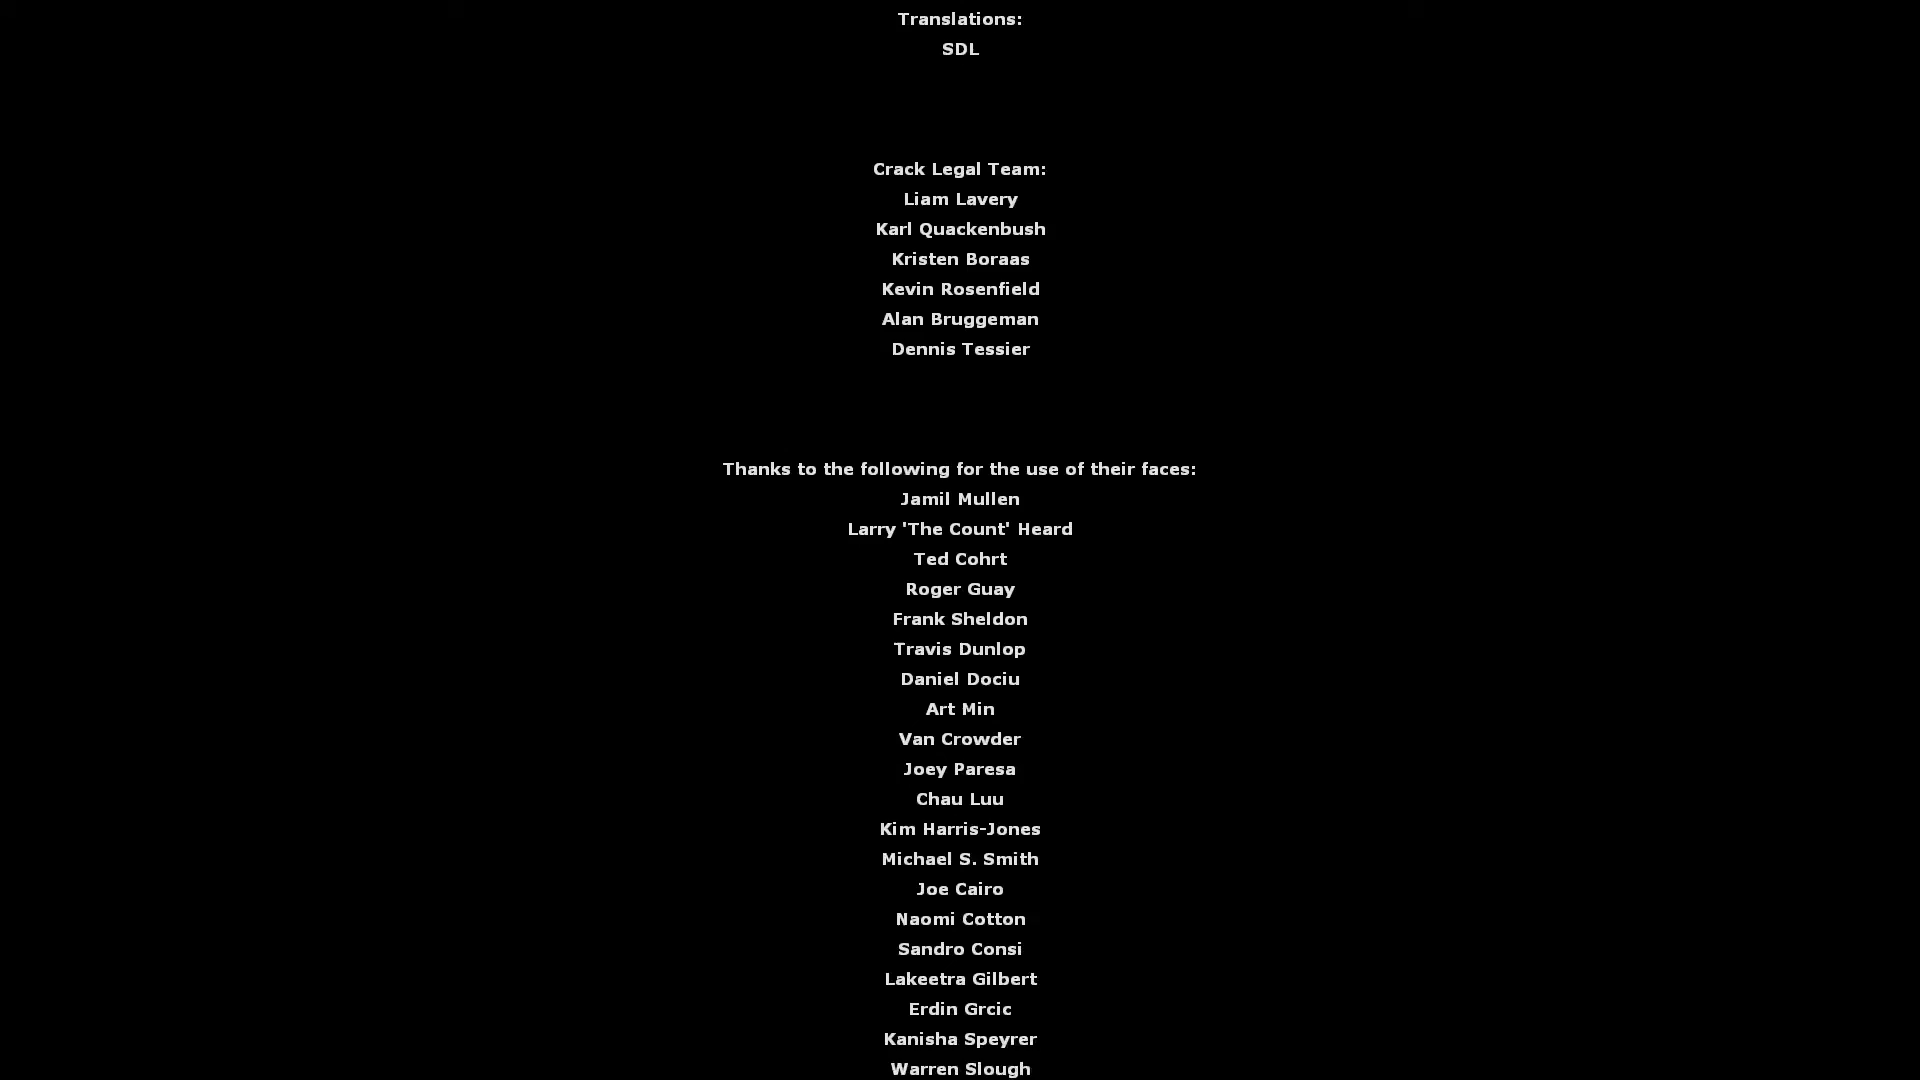 Translations:
SDL
Crack Legal Team:
Liam Lavery
Karl Quackenbush
Kristen Boraas
Kevin Rosenfield
Alan Bruggeman
Dennis Tessier
Thanks to the following for the use of their faces:
Jamil Mullen
Larry 'The Count' Heard
Ted Cohrt
Roger Guay
Frank Sheldon
Travis Dunlop
Daniel Dociu
Art Min
Van Crowder
Joey Paresa
Chau Luu
Kim Harris-Jones
Michael S. Smith
Joe Cairo
Naomi Cotton
Sandro Consi
Lakeetra Gilbert
Erdin Grcic
Kanisha Speyrer
Warren Slough